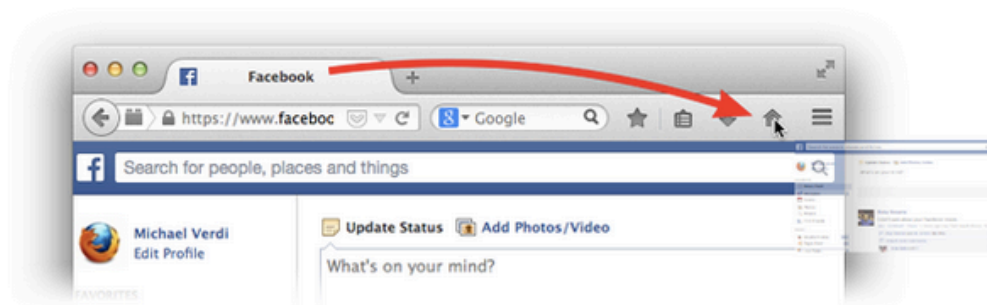 Facebook
https://www.faceboc
Google
Search for people, places and things
Michael Verdi
Edit Profile
Update Status
Add Photos/Video
What's on your mind?
FAVORITES